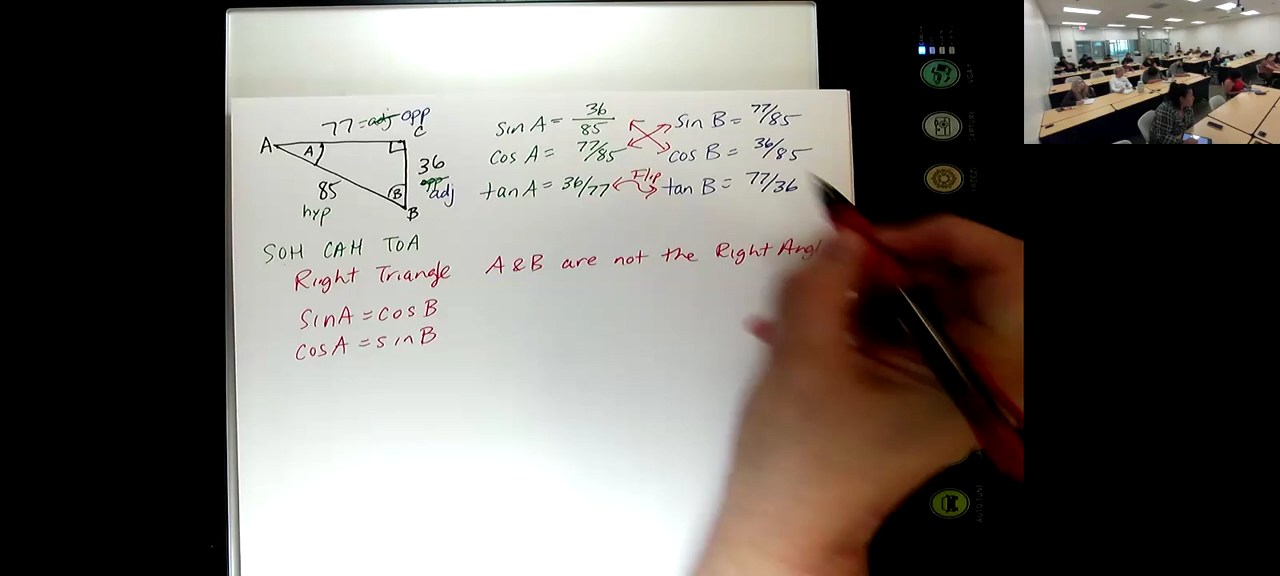 77 = adj opp
C
A
A
36
opp adj
85
hyp
B
B
sin A = 36/85
cos A = 77/85
tan A = 36/77
Flip
sin B = 77/85
cos B = 36/85
tan B = 77/36
SOH CAH TOA
Right Triangle A & B are not the Right
sin A = cos B
cos A = sin B
CAPTURE